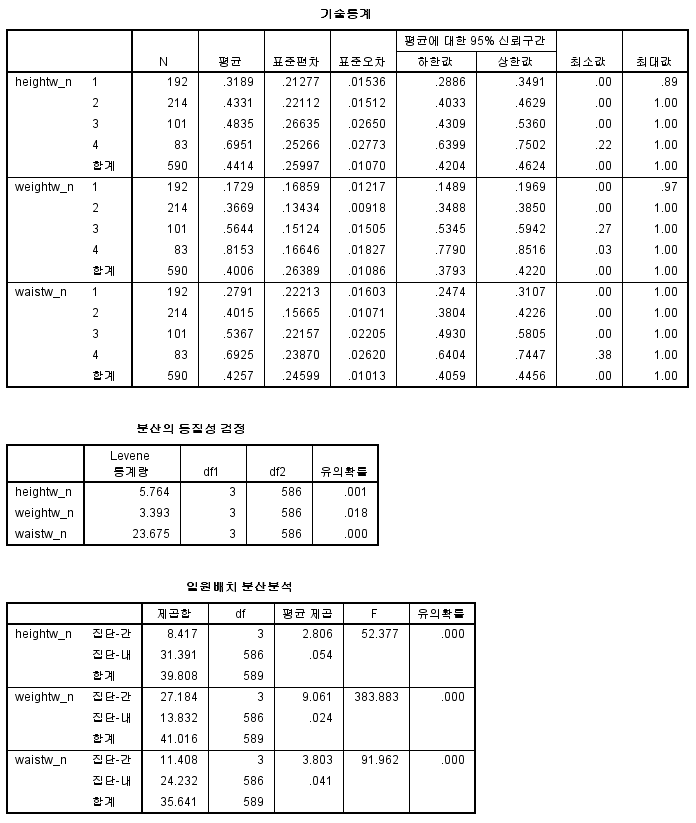 기술통계
평균에 대한 95% 신뢰구간
N 평균 표준편차 표준오차 하한값 상한값 최소값 최대값
heightw_n 1 192 .3189 .21277 .01536 .2886 .3491 .00 .89
2 214 .4331 .22112 .01512 .4033 .4629 .00 1.00
3 101 .4835 .26635 .02650 .4309 .5360 .00 1.00
4 83 .6951 .25266 .02773 .6399 .7502 .22 1.00
합계 590 .4414 .25997 .01070 .4204 .4624 .00 1.00
weightw_n 1 192 .1729 .16859 .01217 .1489 .1969 .00 .97
2 214 .3669 .13434 .00918 .3488 .3850 .00 1.00
3 101 .5644 .15124 .01505 .5345 .5942 .27 1.00
4 83 .8153 .16646 .01827 .7790 .8516 .03 1.00
합계 590 .4006 .26389 .01086 .3793 .4220 .00 1.00
waistw_n 1 192 .2791 .22213 .01603 .2474 .3107 .00 1.00
2 214 .4015 .15665 .01071 .3804 .4226 .00 1.00
3 101 .5367 .22157 .02205 .4930 .5805 .00 1.00
4 83 .6925 .23870 .02620 .6404 .7447 .38 1.00
합계 590 .4257 .24599 .01013 .4059 .4456 .00 1.00
분산의 동질성 검정
Levene
통계량 df1 df2 유의확률
heightw_n 5.764 3 586 .001
weightw_n 3.393 3 586 .018
waistw_n 23.675 3 586 .000
일원배치 분산분석
제곱합 df 평균 제곱 F 유의확률
heightw_n 집단-간 8.417 3 2.806 52.377 .000
집단-내 31.391 586 .054
합계 39.808 589
weightw_n 집단-간 27.184 3 9.061 383.883 .000
집단-내 13.832 586 .024
합계 41.016 589
waistw_n 집단-간 11.408 3 3.803 91.962 .000
집단-내 24.232 586 .041
합계 35.641 589